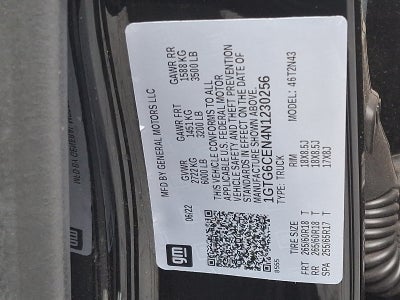 gm
MFD BY GENERAL MOTORS LLC
06/22 GVWR GAWR FRT GAWR RR
2722 KG 1451 KG 1588 KG
6000 LB 3200 LB 3500 LB
THIS VEHICLE CONFORMS TO ALL
APPLICABLE U.S. FEDERAL MOTOR
VEHICLE SAFETY AND THEFT PREVENTION
STANDARDS IN EFFECT ON THE DATE OF
MANUFACTURE SHOWN ABOVE.
1GTG6CEN4N1230256
TYPE: TRUCK MODEL: 46T2N43
8555
TIRE SIZE RIM
FRT 265/60R18 T 18X8.5J
RR 265/60R18 T 18X8.5J
SPA 255/65R17 T 17X8J